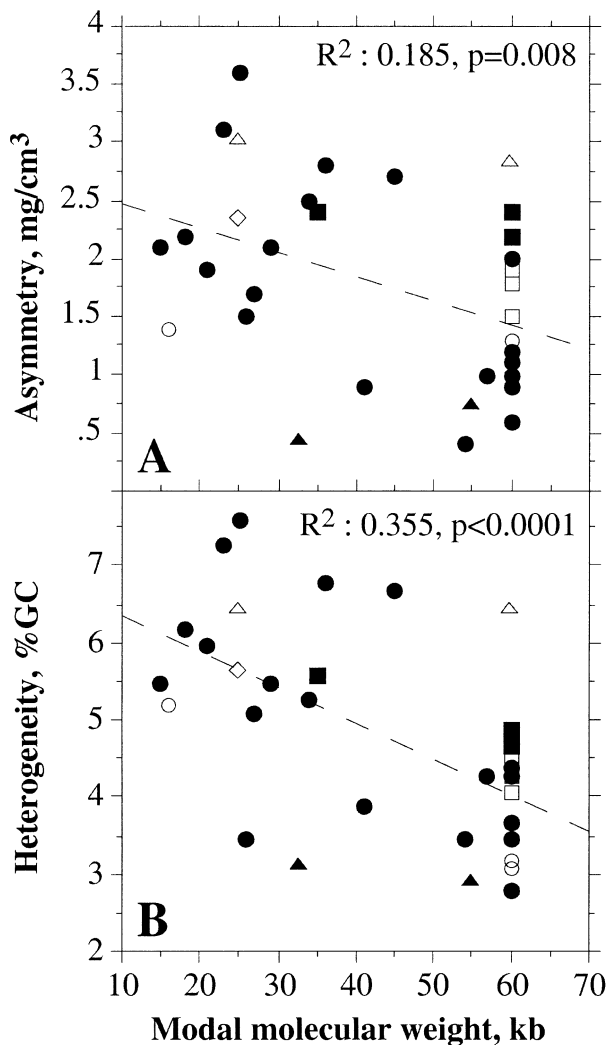 4
3.5
3
2.5
2
1.5
1
.5
Asymmetry, mg/cm³
R² : 0.185, p=0.008
A
7
6
5
4
3
2
Heterogeneity, %GC
R² : 0.355, p<0.0001
B
10 20 30 40 50 60 70
Modal molecular weight, kb